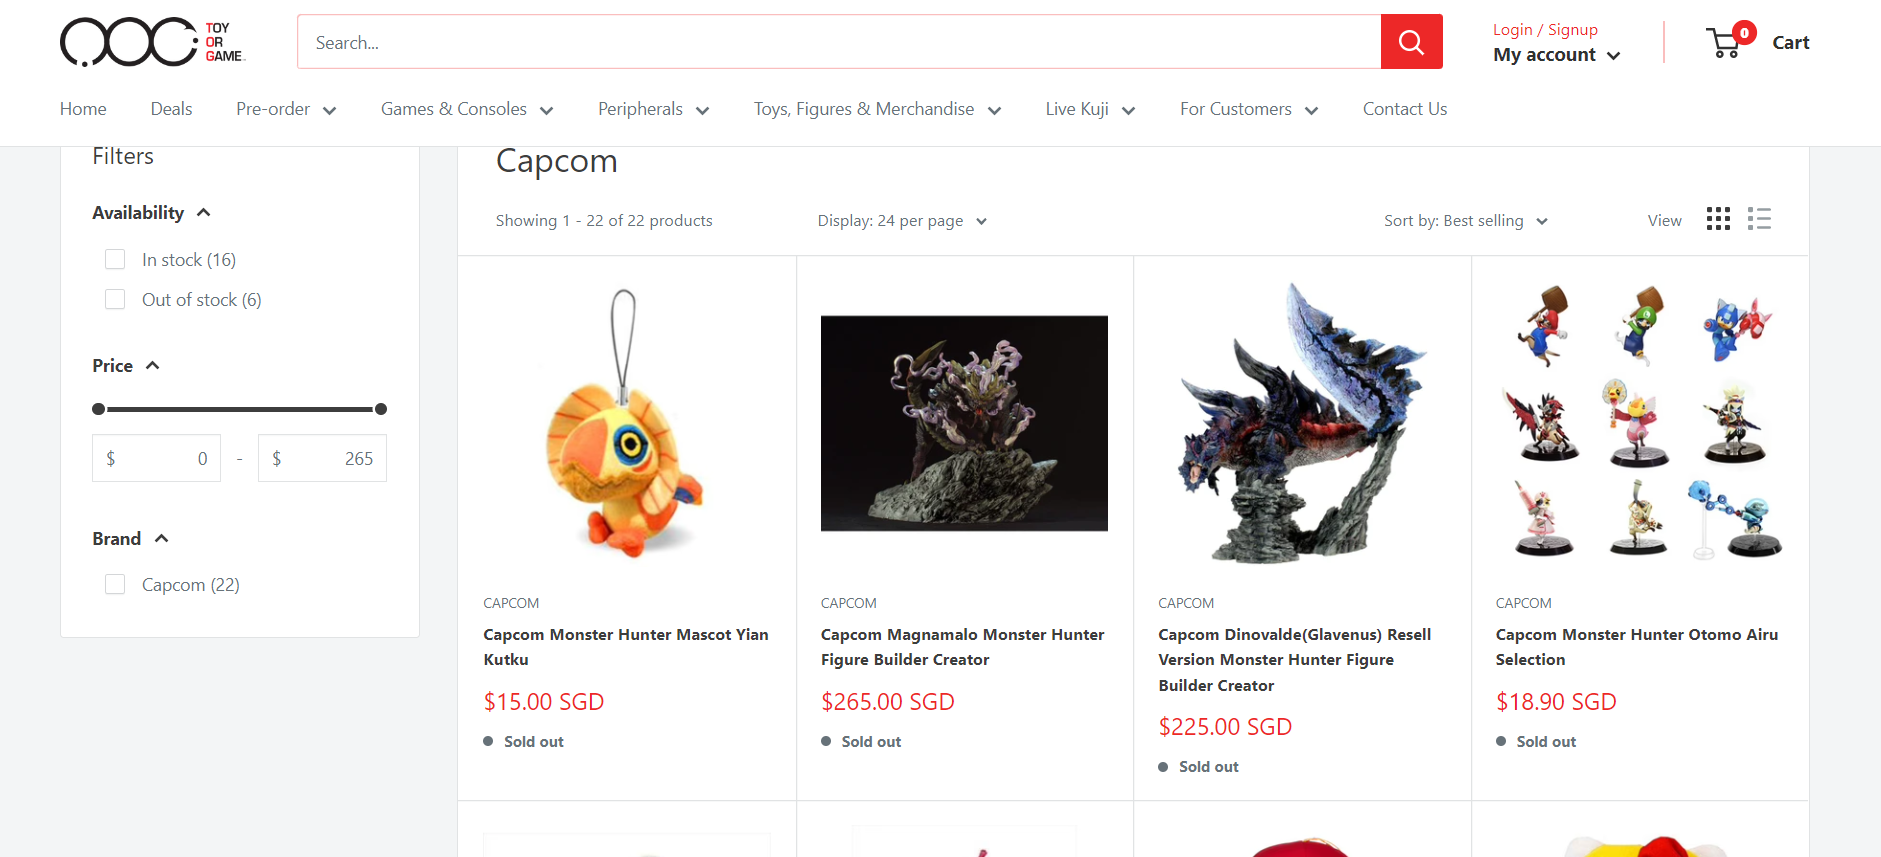 TOY
OR
GAME
Search...
Login / Signup
My account
0
Cart
Home
Deals
Pre-order
Games & Consoles
Peripherals
Toys, Figures & Merchandise
Live Kuji
For Customers
Contact Us
Filters
Availability
In stock (16)
Out of stock (6)
Price
$ 0 - $ 265
Brand
Capcom (22)
Capcom
Showing 1 - 22 of 22 products
Display: 24 per page
Sort by: Best selling
View
CAPCOM
Capcom Monster Hunter Mascot Yian
Kutku
$15.00 SGD
Sold out
CAPCOM
Capcom Magnamalo Monster Hunter
Figure Builder Creator
$265.00 SGD
Sold out
CAPCOM
Capcom Dinovalde(Glavenus) Resell
Version Monster Hunter Figure
Builder Creator
$225.00 SGD
Sold out
CAPCOM
Capcom Monster Hunter Otomo Airu
Selection
$18.90 SGD
Sold out